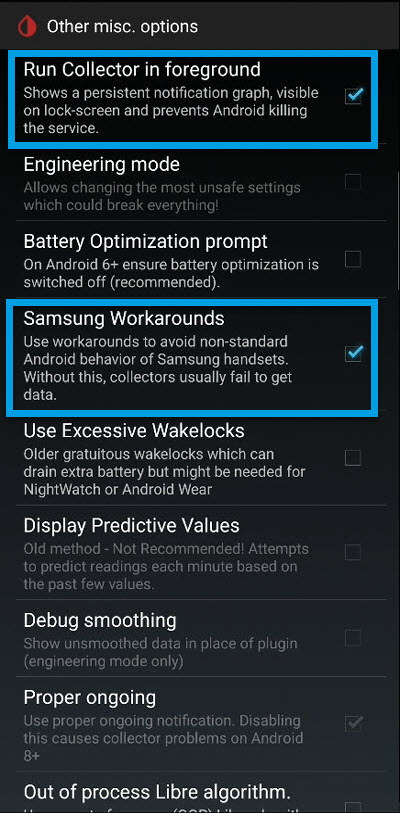 Other misc. options
Run Collector in foreground
Shows a persistent notification graph, visible
on lock-screen and prevents Android killing
the service.
Engineering mode
Allows changing the most unsafe settings
which could break everything!
Battery Optimization prompt
On Android 6+ ensure battery optimization is
switched off (recommended).
Samsung Workarounds
Use workarounds to avoid non-standard
Android behavior of Samsung handsets.
Without this, collectors usually fail to get
data.
Use Excessive Wakelocks
Older gratuitous wakelocks which can
drain extra battery but might be needed for
NightWatch or Android Wear
Display Predictive Values
Old method - Not Recommended! Attempts
to predict readings each minute based on
the past few values.
Debug smoothing
Show unsmoothed data in place of plugin
(engineering mode only)
Proper ongoing
Use proper ongoing notification. Disabling
this causes collector problems on Android
8+
Out of process Libre algorithm.